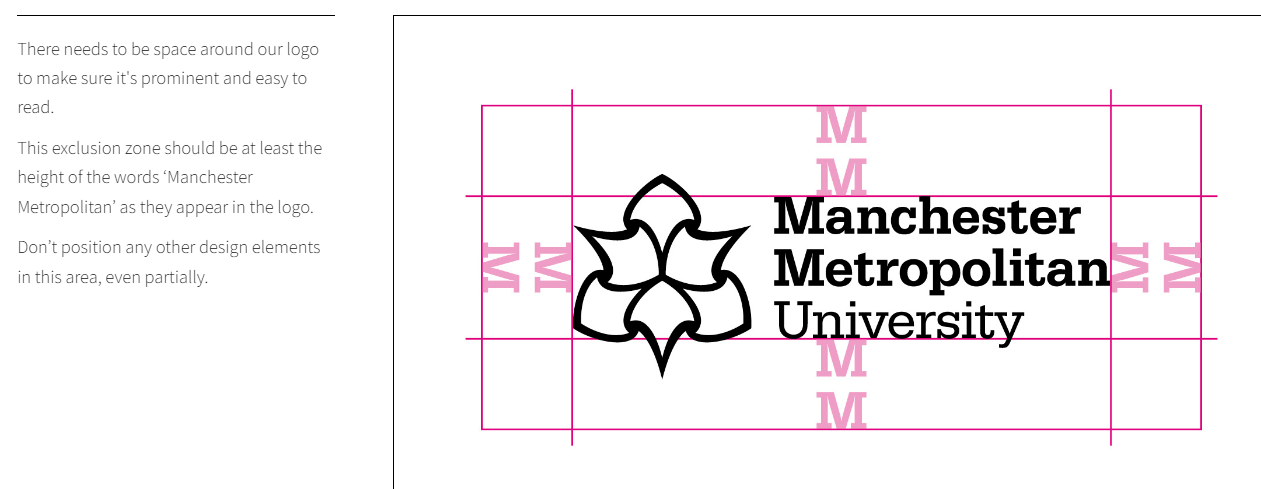 There needs to be space around our logo
to make sure it's prominent and easy to
read.
This exclusion zone should be at least the
height of the words ‘Manchester
Metropolitan’ as they appear in the logo.
Don’t position any other design elements
in this area, even partially.
M
M
Manchester
Metropolitan
University
M M
M M
M
M